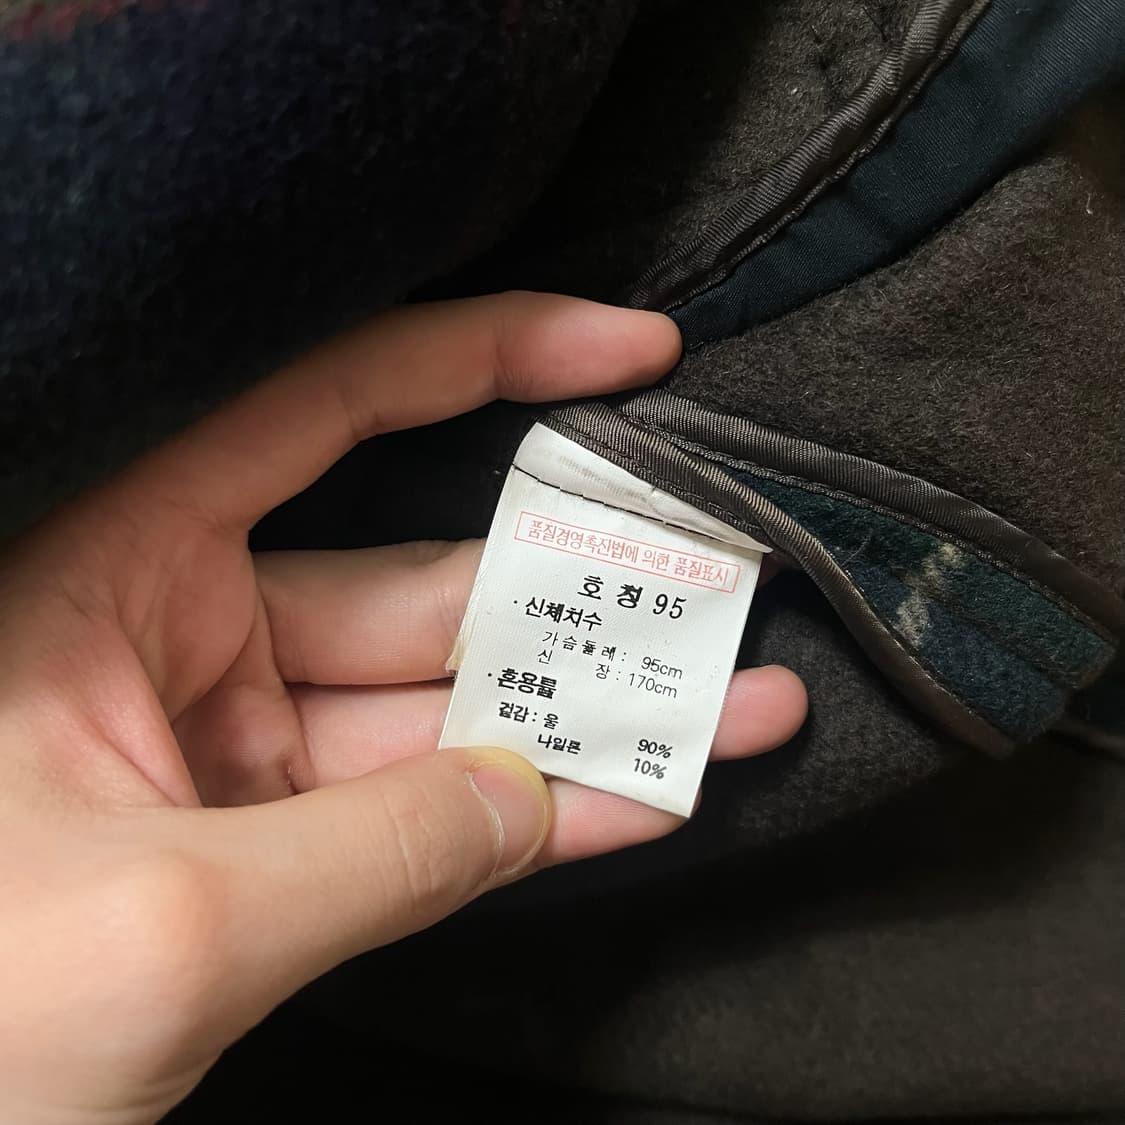 품질경영촉진법에 의한 품질표시
호칭 95
· 신체치수
가슴둘레 : 95cm
신 장 : 170cm
· 혼용률
겉감 : 울 90%
나일론 10%